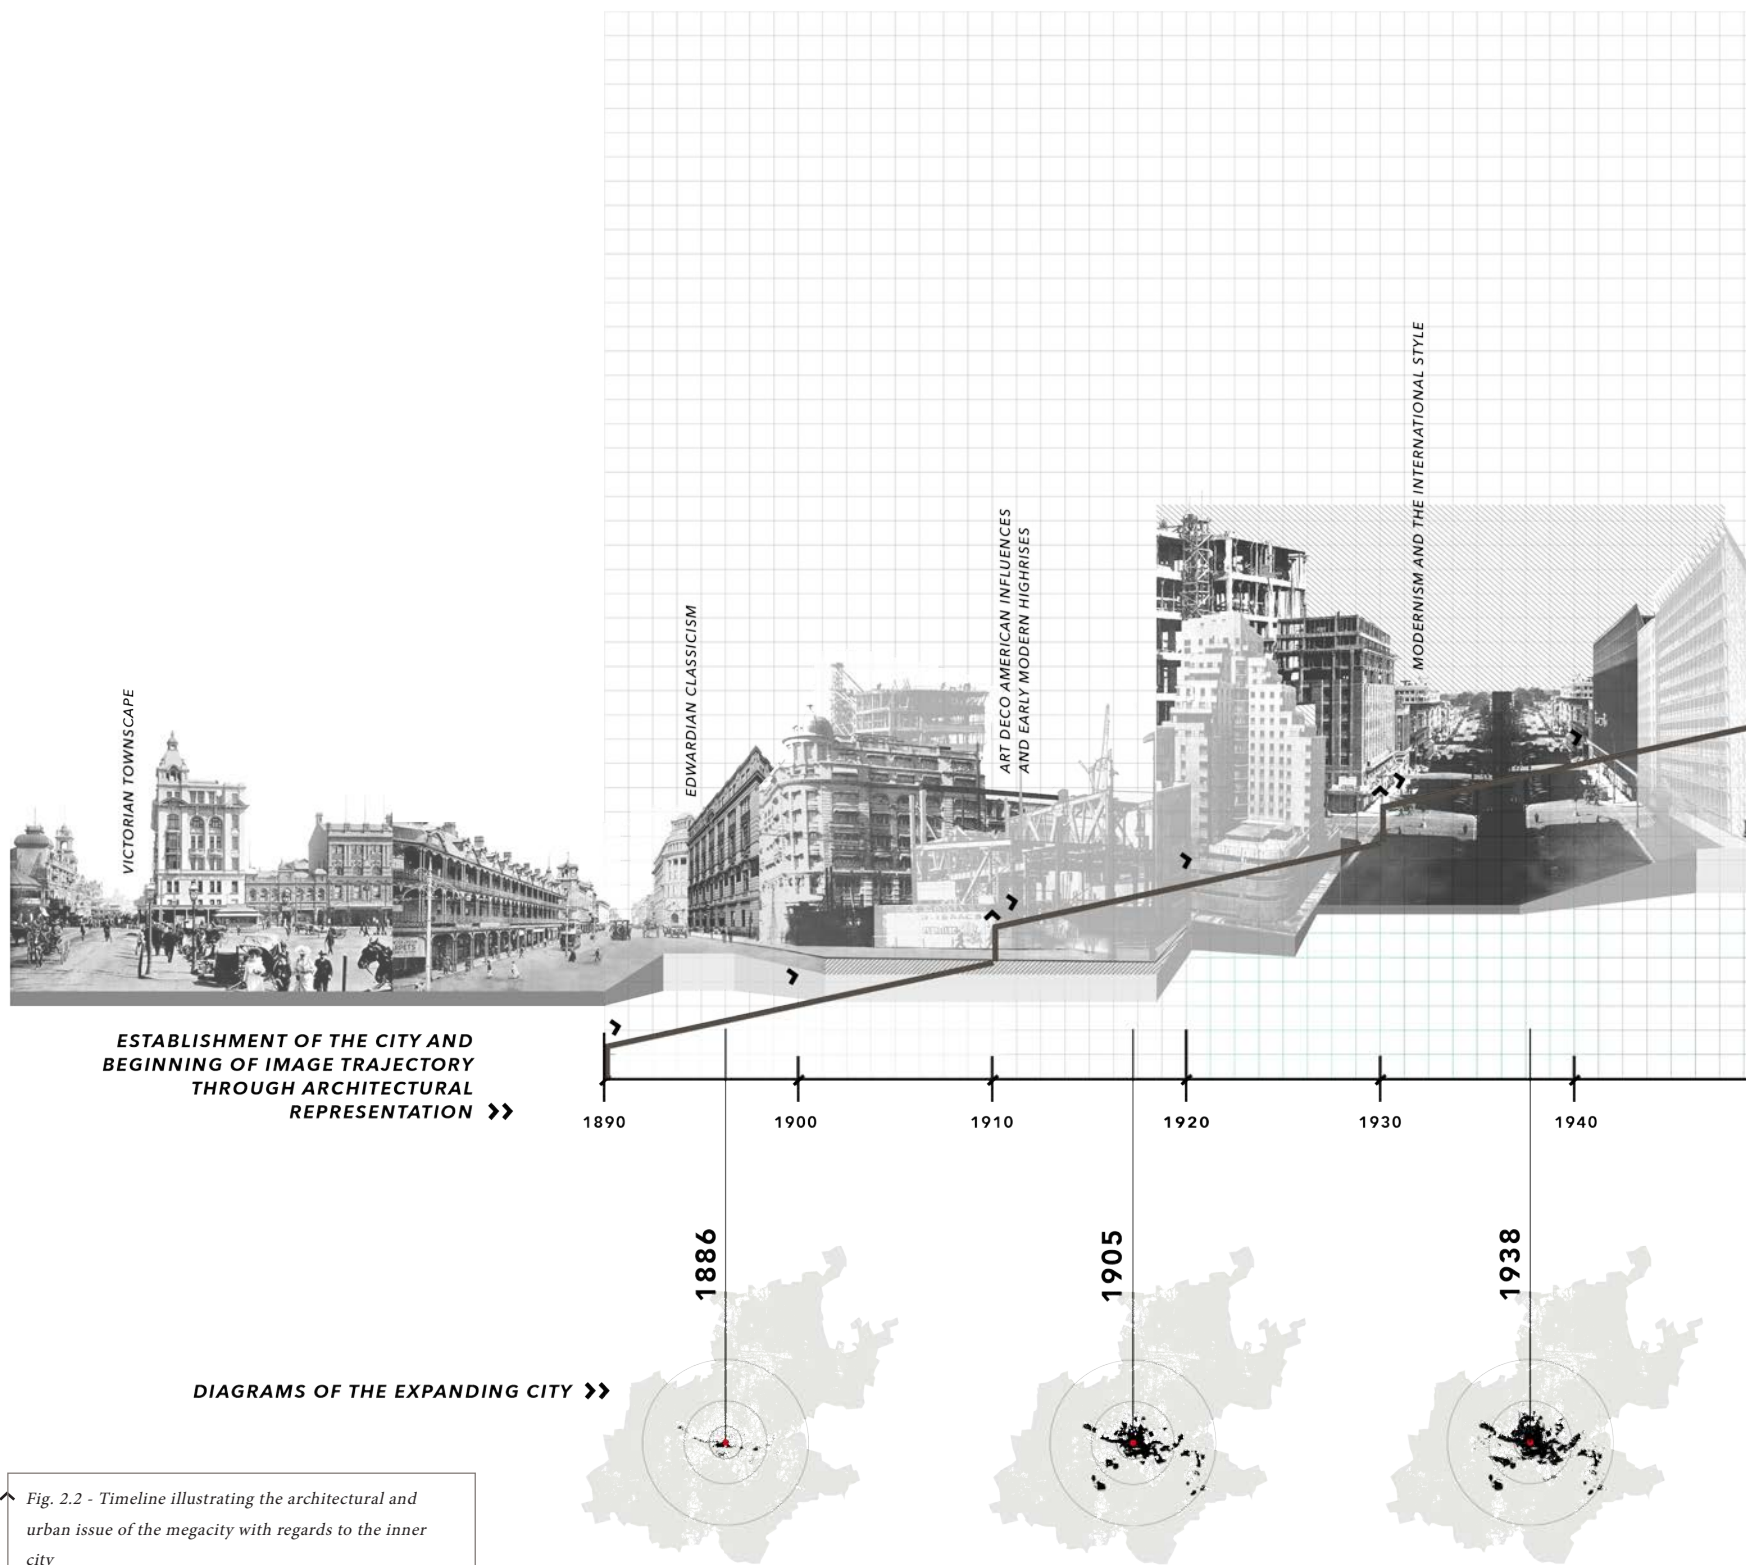 MODERNISM AND THE INTERNATIONAL STYLE
ART DECO AMERICAN INFLUENCES
AND EARLY MODERN HIGHRISES
EDWARDIAN CLASSICISM
VICTORIAN TOWNSCAPE
ESTABLISHMENT OF THE CITY AND
BEGINNING OF IMAGE TRAJECTORY
THROUGH ARCHITECTURAL
REPRESENTATION
1890
1900
1910
1920
1930
1940
1886
1905
1938
DIAGRAMS OF THE EXPANDING CITY
Fig. 2.2 - Timeline illustrating the architectural and
urban issue of the megacity with regards to the inner
city